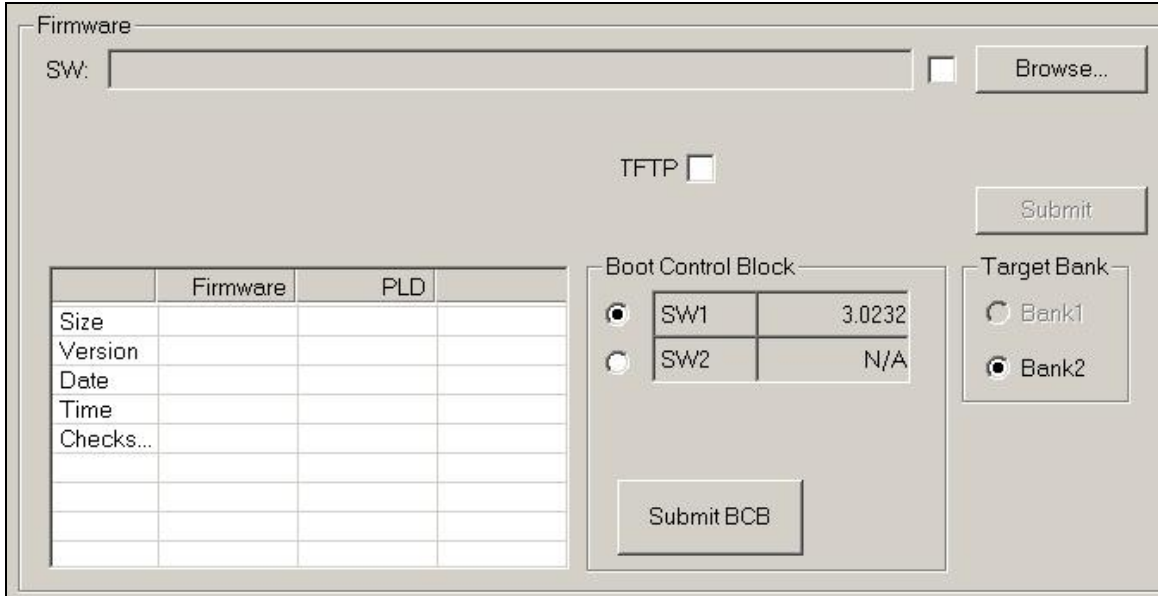 Firmware
SW:
Browse...
TFTP
Submit
Firmware PLD
Size
Version
Date
Time
Checks...
Boot Control Block
SW1 3.0232
SW2 N/A
Submit BCB
Target Bank
Bank1
Bank2